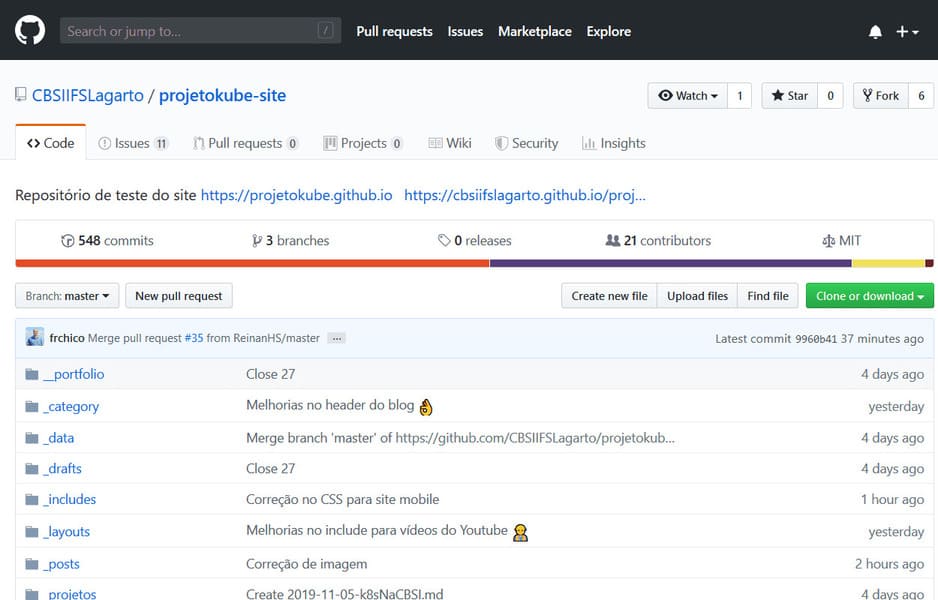 Search or jump to... /
Pull requests Issues Marketplace Explore
CBSIIFSLagarto / projetokube-site
Watch 1 Star 0 Fork 6
Code Issues 11 Pull requests 0 Projects 0 Wiki Security Insights
Repositório de teste do site https://projetokube.github.io https://cbsiifslagarto.github.io/proj...
548 commits 3 branches 0 releases 21 contributors MIT
Branch: master New pull request Create new file Upload files Find file Clone or download
frchico Merge pull request #35 from ReinanHS/master ... Latest commit 9960b41 37 minutes ago
__portfolio Close 27 4 days ago
_category Melhorias no header do blog 👌 yesterday
_data Merge branch 'master' of https://github.com/CBSIIFSLagarto/projetokub... 4 days ago
_drafts Close 27 4 days ago
_includes Correção no CSS para site mobile 1 hour ago
_layouts Melhorias no include para vídeos do Youtube yesterday
_posts Correção de imagem 2 hours ago
_projetos Create 2019-11-05-k8sNaCBSI.md 4 days ago